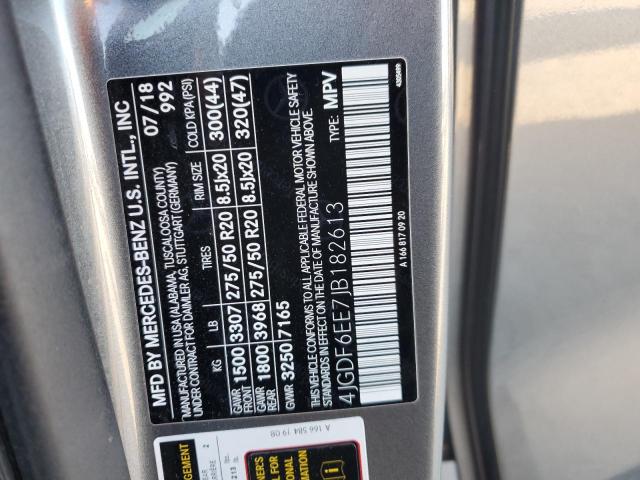 MFD BY MERCEDES-BENZ U.S. INTL., INC 07/18
MANUFACTURED IN USA (ALABAMA, TUSCALOOSA COUNTY) 992
UNDER CONTRACT FOR DAIMLER AG, STUTTGART (GERMANY)
KG LB TIRES RIM SIZE COLD KPA(PSI)
GAWR FRONT 1500 3307 275/50 R20 8.5Jx20 300(44)
GAWR REAR 1800 3968 275/50 R20 8.5Jx20 320(47)
GVWR 3250 7165
THIS VEHICLE CONFORMS TO ALL APPLICABLE FEDERAL MOTOR VEHICLE SAFETY
STANDARDS IN EFFECT ON THE DATE OF MANUFACTURE SHOWN ABOVE.
4JGDF6EE7JB182613 TYPE: MPV
A 166 817 09 20
A 166 584 19 08
2
213